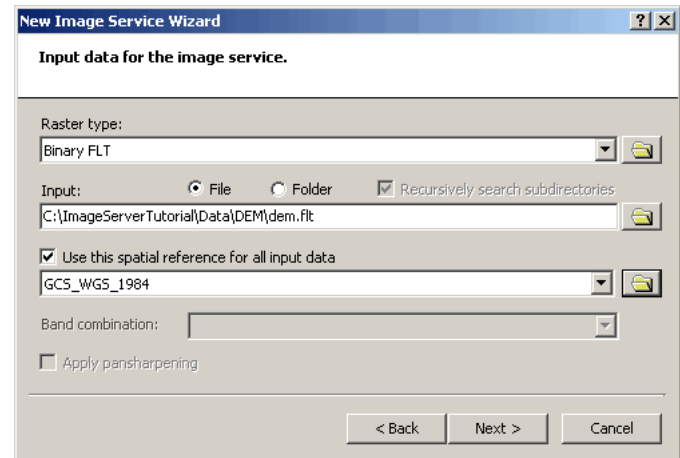 New Image Service Wizard
Input data for the image service.
Raster type:
Binary FLT
Input: File Folder Recursively search subdirectories
C:\ImageServerTutorial\Data\DEM\dem.flt
Use this spatial reference for all input data
GCS_WGS_1984
Band combination:
Apply pansharpening
< Back Next > Cancel